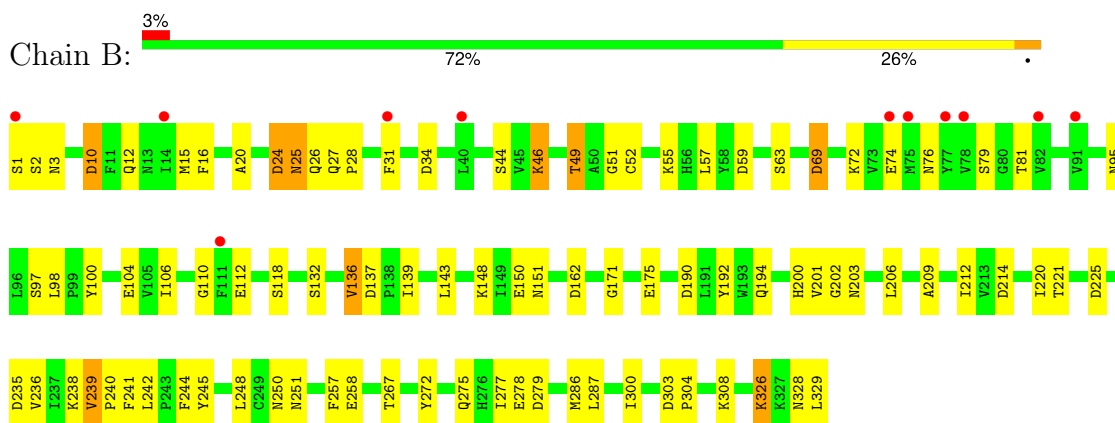 3%
Chain B:
72% 26% •
S1 S2 N3 D10 F11 Q12 N13 I14 M15 F16 A20 D24 N25 Q26 Q27 P28 F31 D34 L40 S44 V45 K46 T49 A50 G51 C52 K55 H56 L57 Y58 D59 S63 D69 K72 V73 E74 M75 N76 Y77 V78 S79 G80 T81 V82 V91 N95
L96 S97 L98 P99 Y100 E104 V105 I106 G110 F111 E112 S118 S132 V136 D137 P138 I139 L143 K148 I149 E150 N151 D162 G171 E175 D190 L191 Y192 W193 Q194 H200 V201 G202 N203 L206 A209 I212 V213 D214 I220 T221 D225
D235 V236 I237 K238 V239 P240 F241 L242 P243 F244 Y245 L248 C249 N250 N251 F257 E258 T267 Y272 Q275 H276 I277 E278 D279 M286 L287 I300 D303 P304 K308 K326 K327 N328 L329